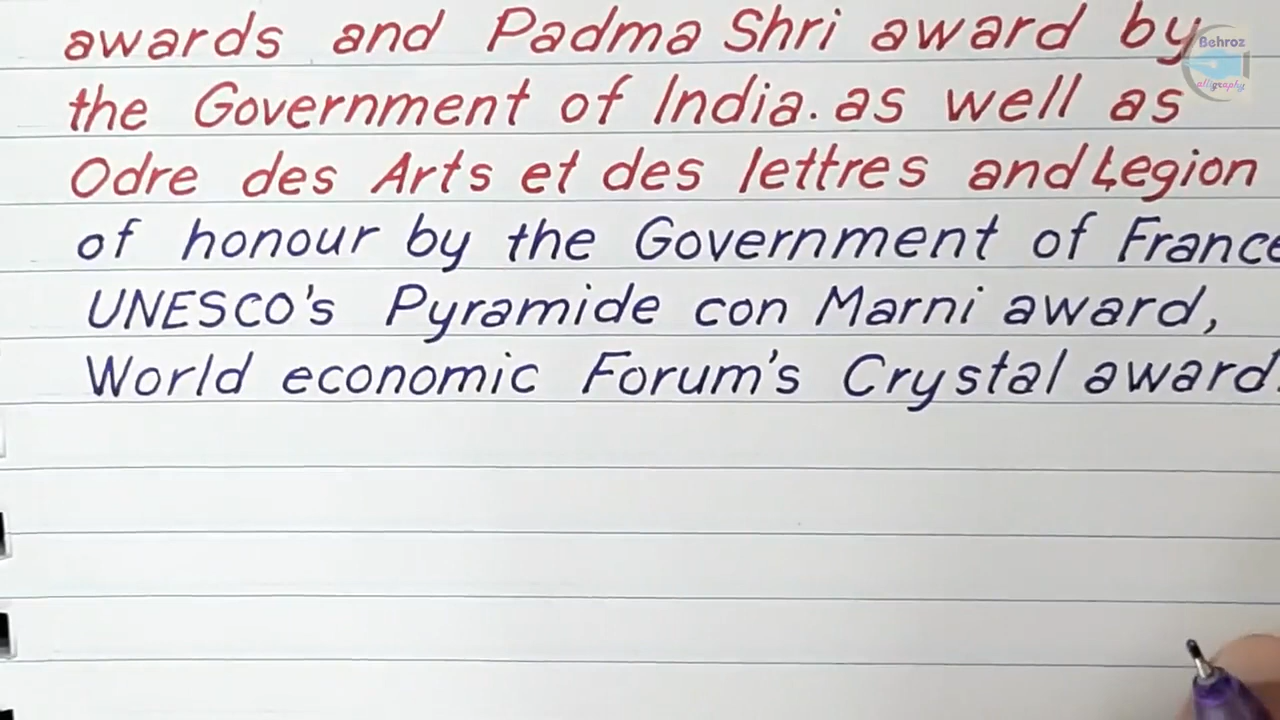 awards and Padma Shri award by
the Government of India. as well as
Odre des Arts et des lettres and Legion
of honour by the Government of France
UNESCO's Pyramide con Marni award,
World economic Forum's Crystal award.
Behroz
alligraphy